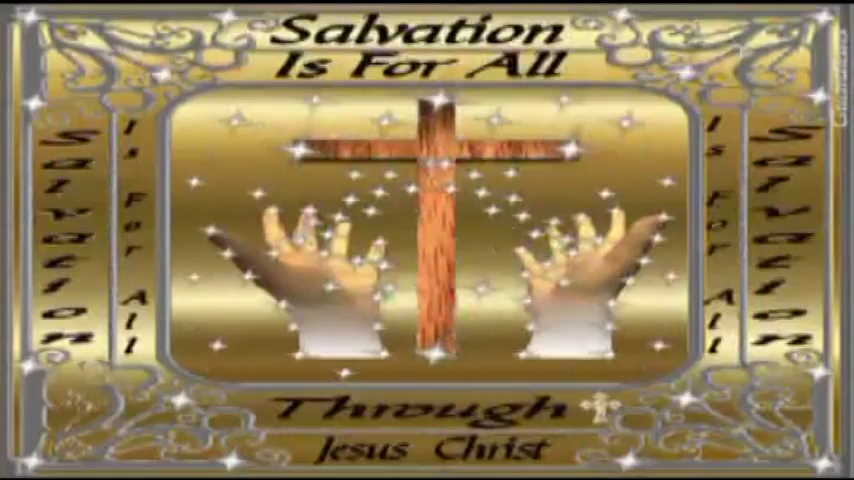 Salvation
Is For All
Salvation
Is For All
Is For All
Salvation
Through
Jesus Christ